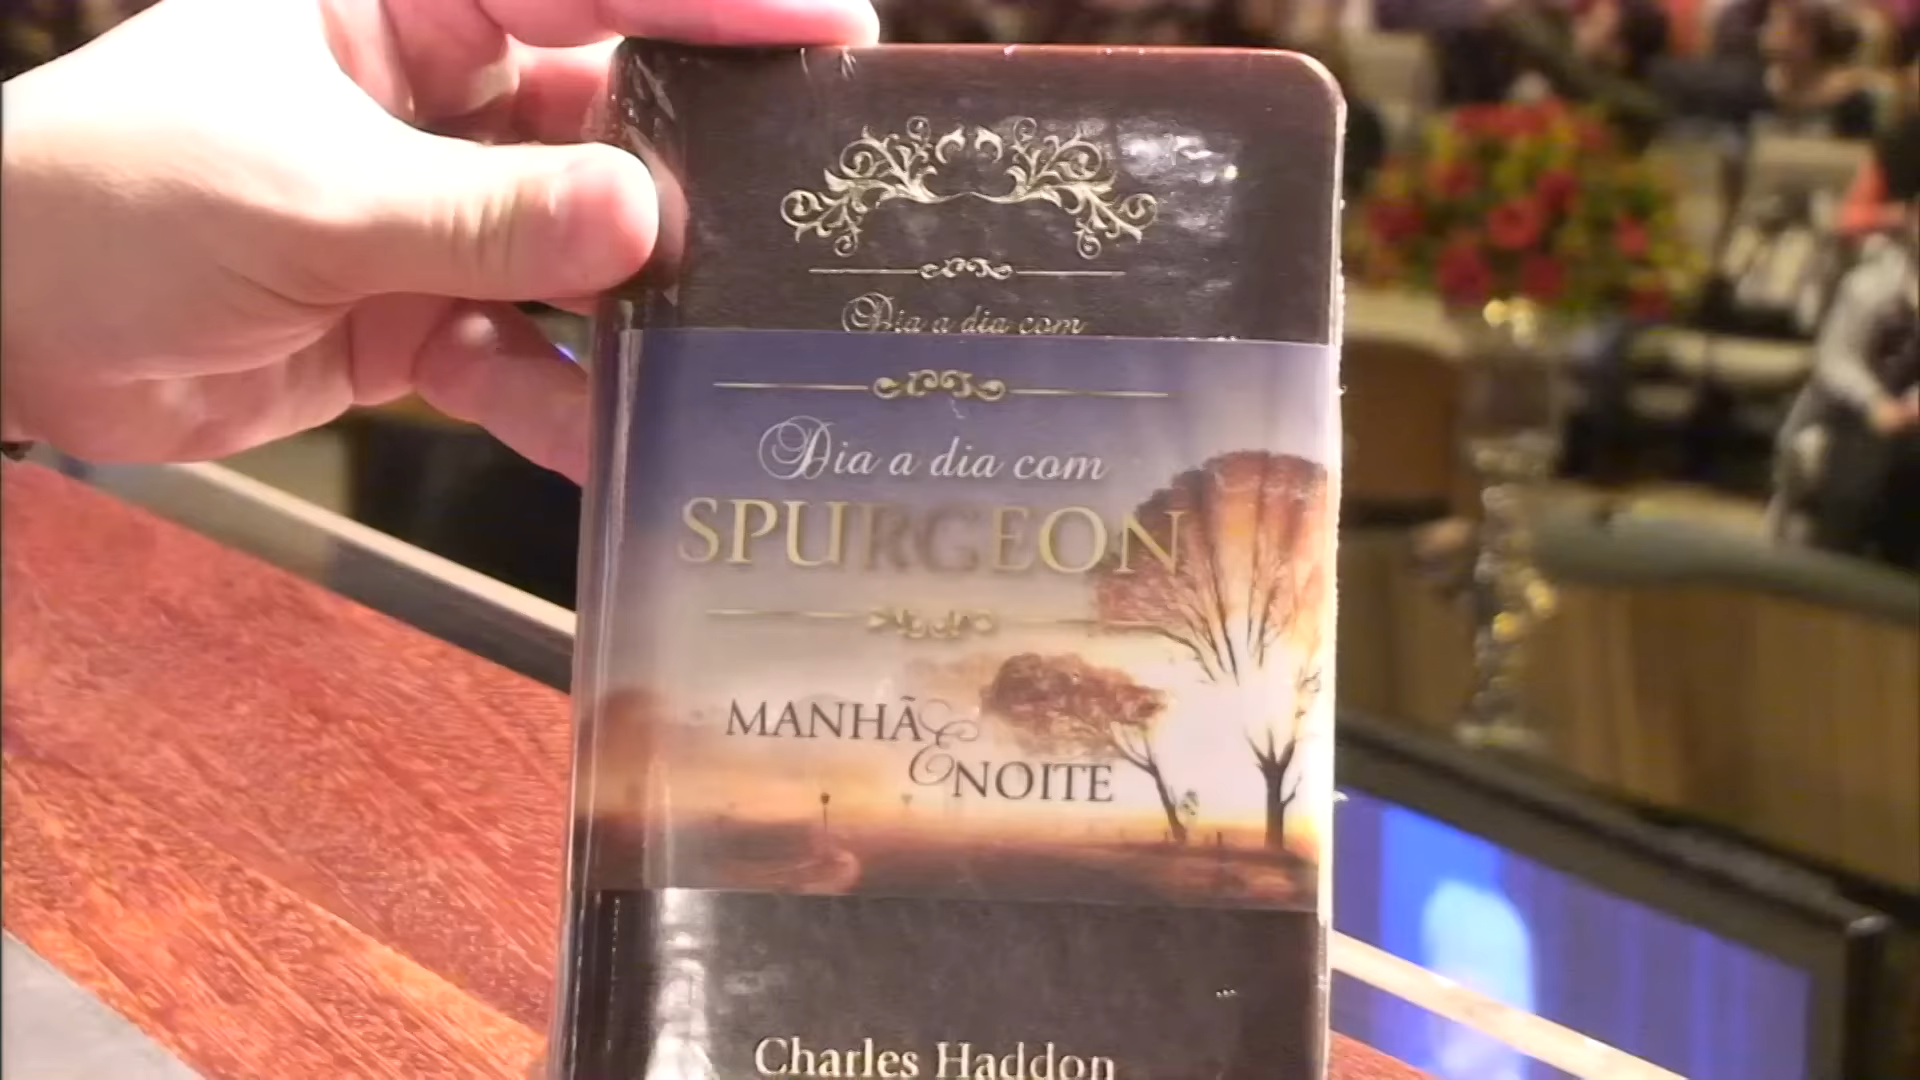 Dia a dia com
Dia a dia com
SPURGEON
MANHÃ
& NOITE
Charles Haddon